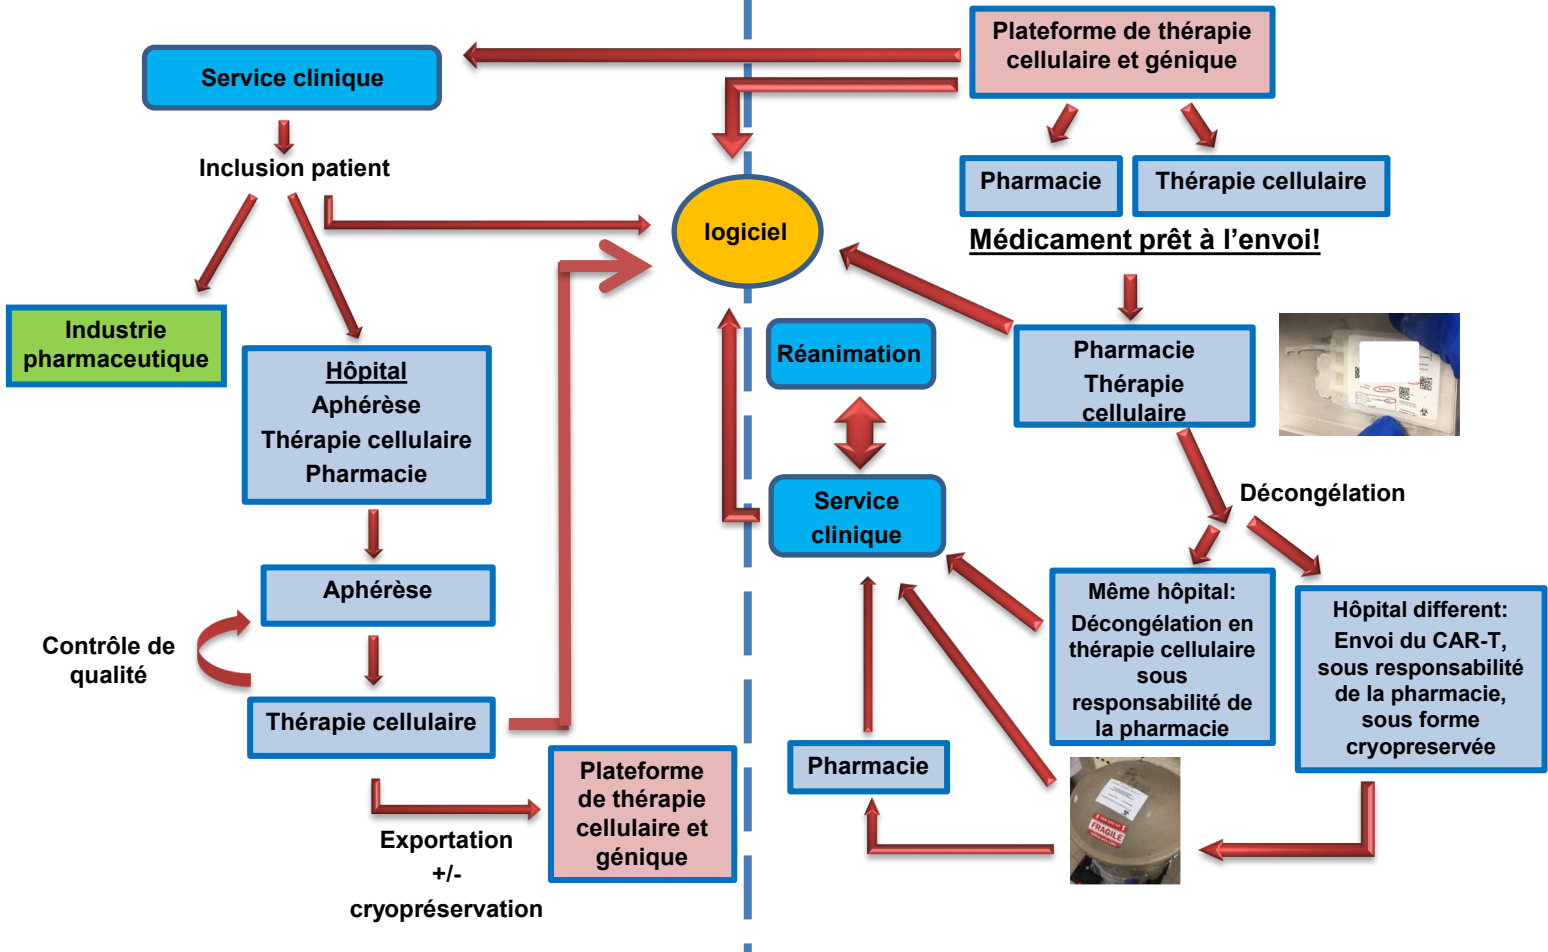 Service clinique
Inclusion patient
Industrie
pharmaceutique
Hôpital
Aphérèse
Thérapie cellulaire
Pharmacie
Aphérèse
Contrôle de
qualité
Thérapie cellulaire
Exportation
+/-
cryopréservation
Plateforme
de thérapie
cellulaire et
génique
logiciel
Plateforme de thérapie
cellulaire et génique
Pharmacie
Thérapie cellulaire
Médicament prêt à l’envoi!
Pharmacie
Thérapie
cellulaire
Réanimation
Service
clinique
Décongélation
Même hôpital:
Décongélation en
thérapie cellulaire
sous
responsabilité de
la pharmacie
Hôpital different:
Envoi du CAR-T,
sous responsabilité
de la pharmacie,
sous forme
cryopreservée
Pharmacie
FRAGILE